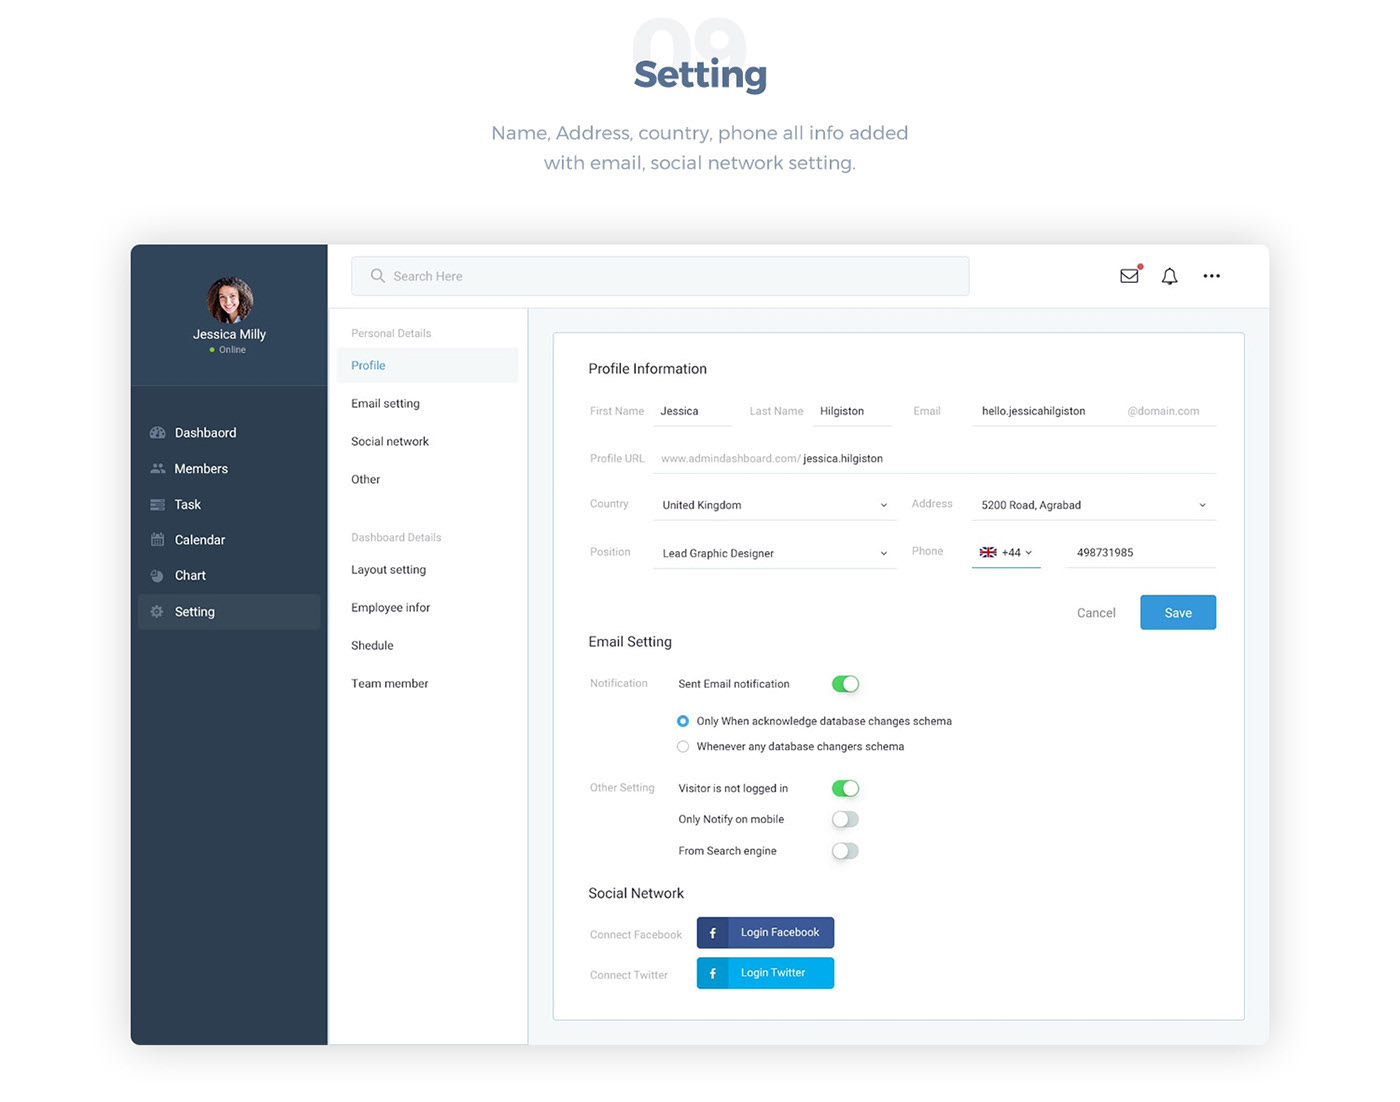 09
Setting
Name, Address, country, phone all info added
with email, social network setting.
Jessica Milly
Online
Dashbaord
Members
Task
Calendar
Chart
Setting
Search Here
Personal Details
Profile
Email setting
Social network
Other
Dashboard Details
Layout setting
Employee infor
Shedule
Team member
Profile Information
First Name Jessica Last Name Hilgiston Email hello.jessicahilgiston @domain.com
Profile URL www.admindashboard.com/ jessica.hilgiston
Country United Kingdom Address 5200 Road, Agrabad
Position Lead Graphic Designer Phone +44 498731985
Cancel Save
Email Setting
Notification Sent Email notification
Only When acknowledge database changes schema
Whenever any database changers schema
Other Setting Visitor is not logged in
Only Notify on mobile
From Search engine
Social Network
Connect Facebook f Login Facebook
Connect Twitter f Login Twitter